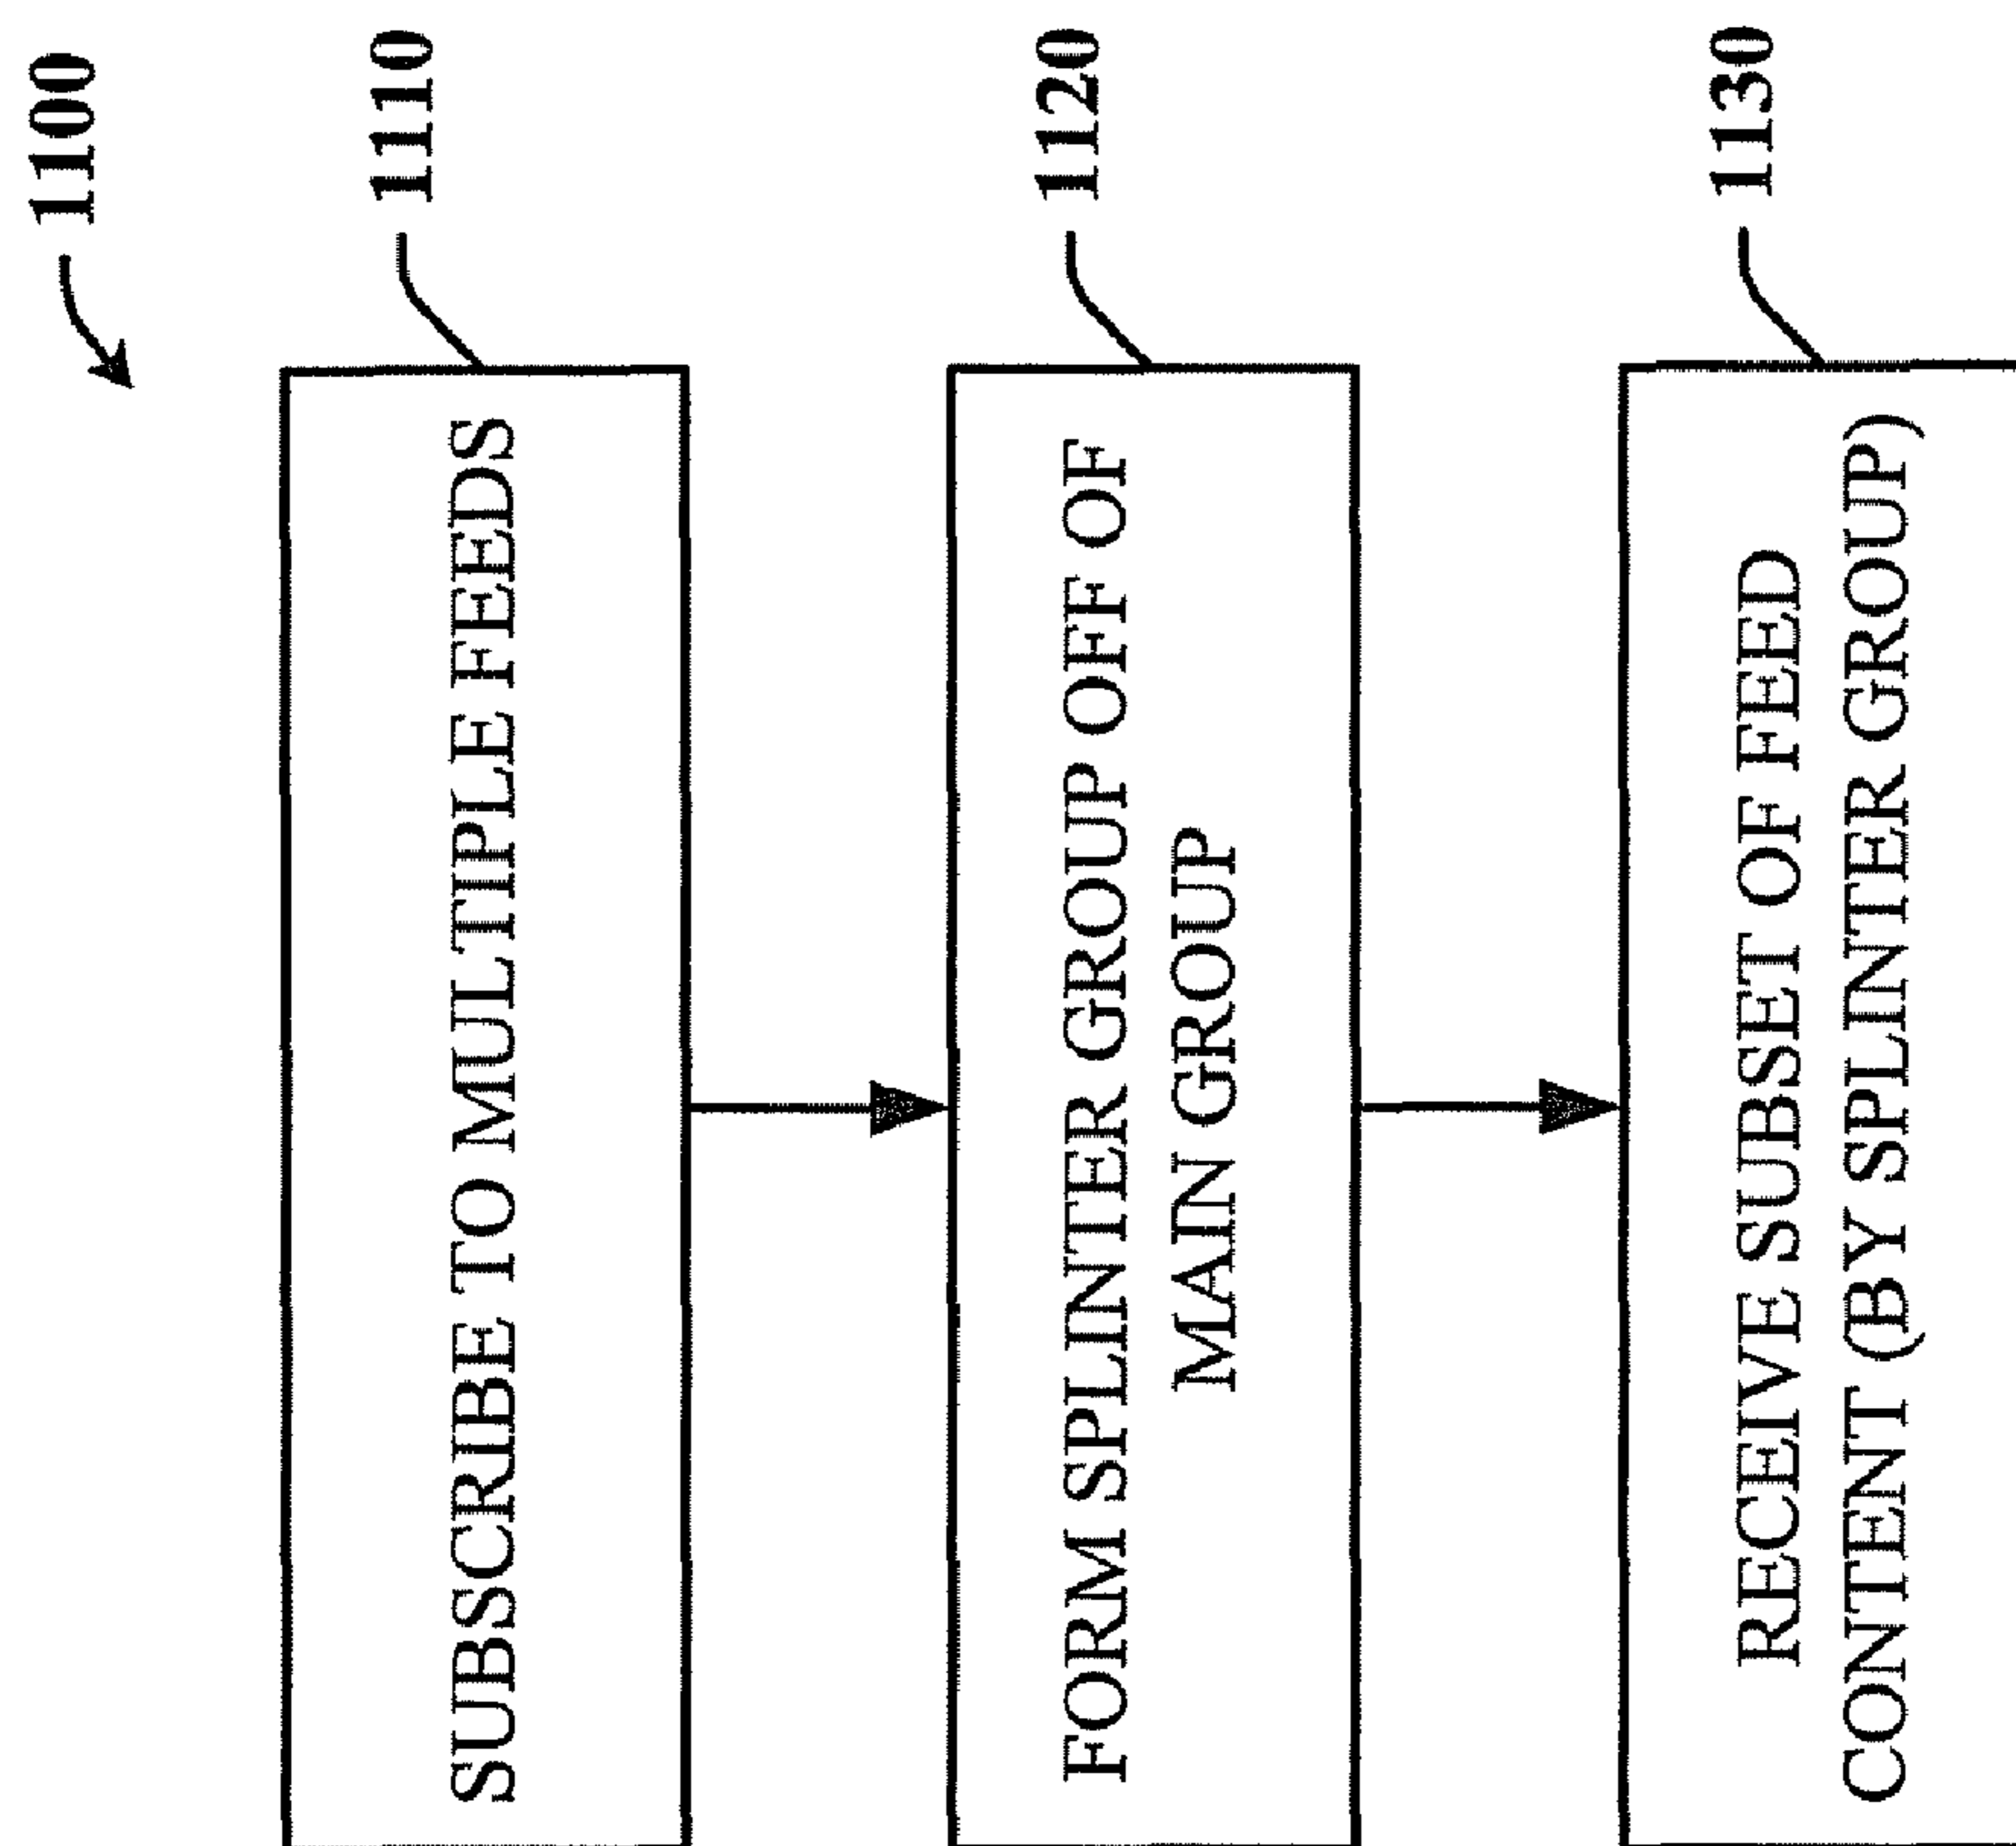 1100
SUBSCRIBE TO MULTIPLE FEEDS
1110
FORM SPLINTER GROUP OFF OF
MAIN GROUP
1120
RECEIVE SUBSET OF FEED
CONTENT (BY SPLINTER GROUP)
1130